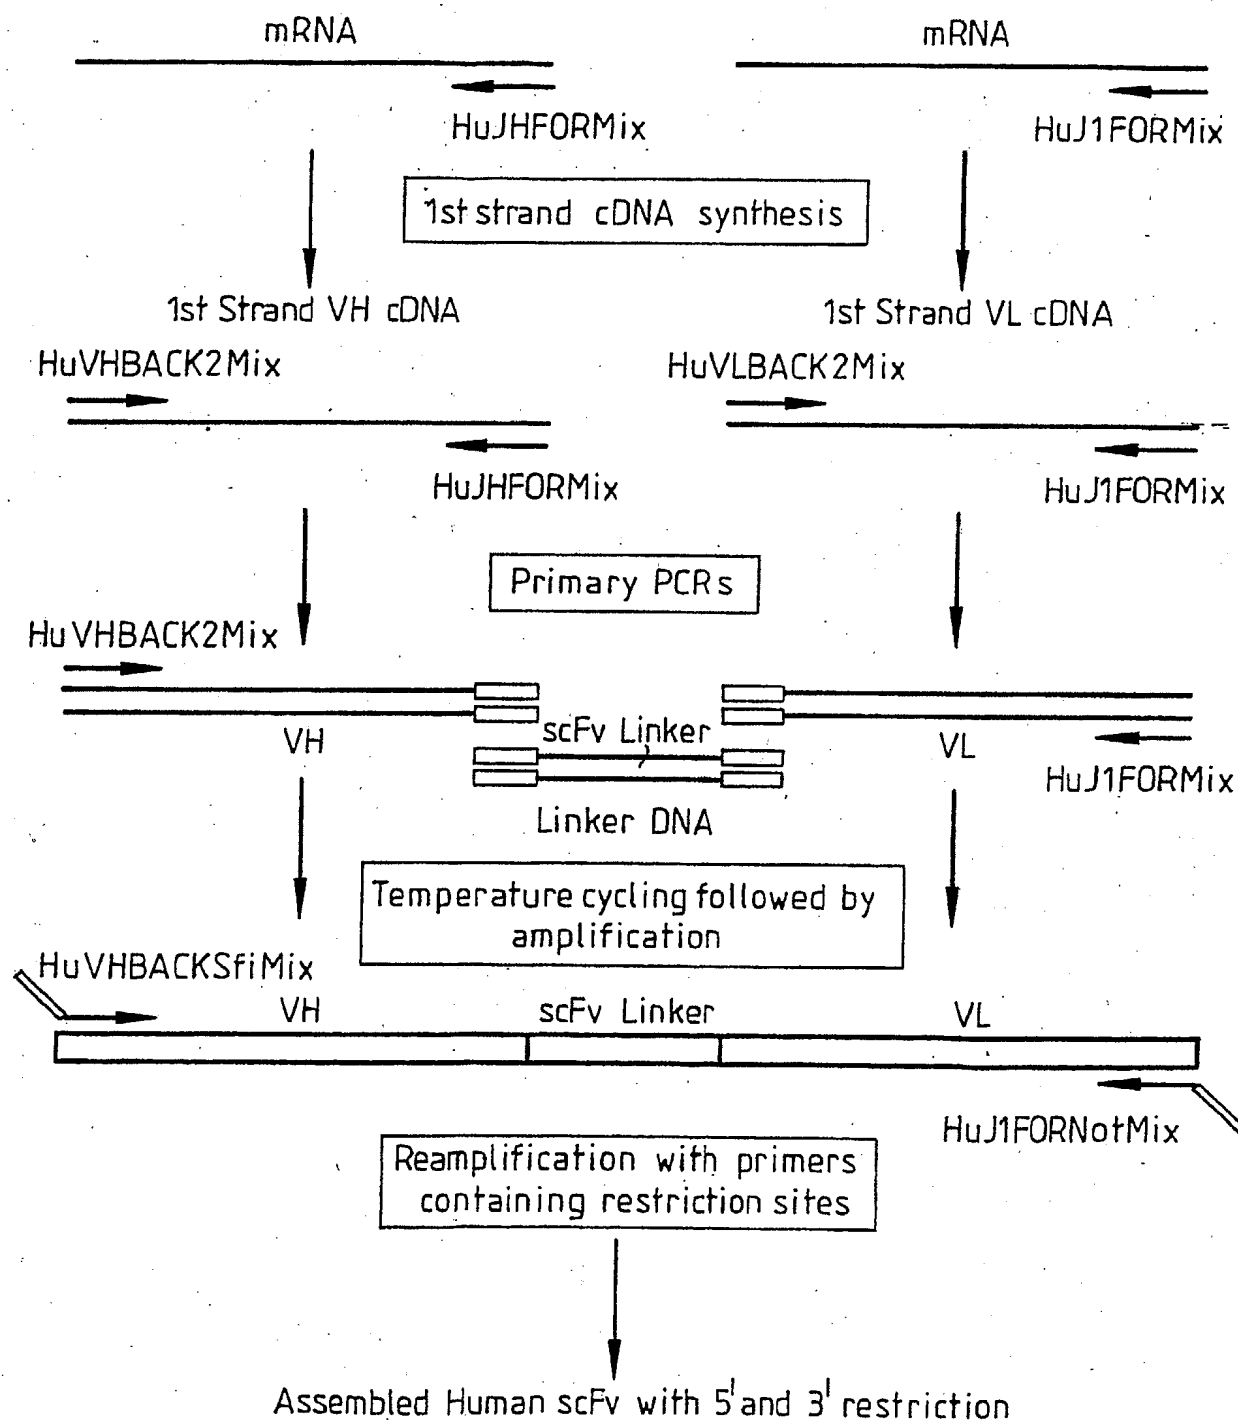 mRNA
mRNA
HuJHFORMix
HuJ1FORMix
1st strand cDNA synthesis
1st Strand VH cDNA
1st Strand VL cDNA
HuVHBACK2Mix
HuVLBACK2Mix
HuJHFORMix
HuJ1FORMix
Primary PCRs
HuVHBACK2Mix
VH
scFv Linker
VL
HuJ1FORMix
Linker DNA
Temperature cycling followed by
amplification
HuVHBACKSfiMix
VH
scFv Linker
VL
HuJ1FORNotMix
Reamplification with primers
containing restriction sites
Assembled Human scFv with 5' and 3' restriction